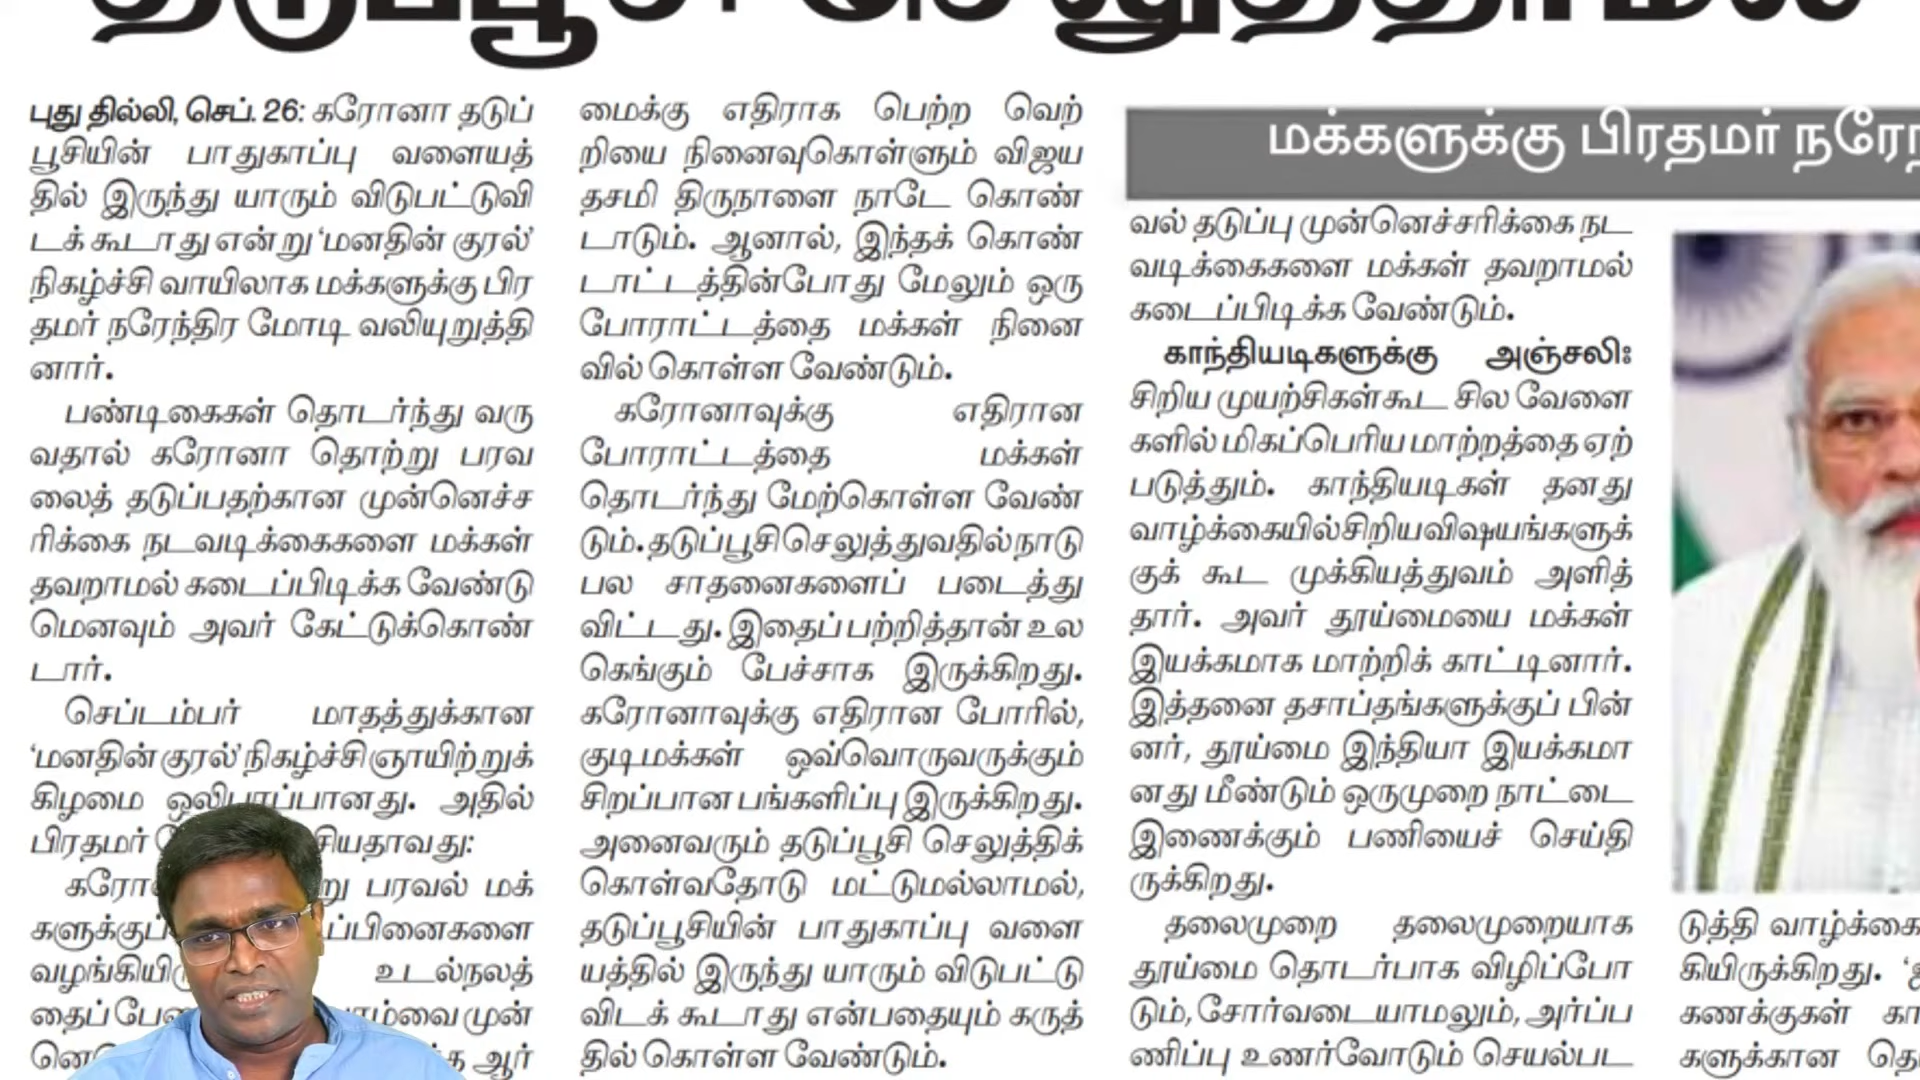 புது தில்லி, செப். 26: கரோனா தடுப்
பூசியின் பாதுகாப்பு வளையத்
தில் இருந்து யாரும் விடுபட்டுவி
டக் கூடாது என்று ‘மனதின் குரல்’
நிகழ்ச்சி வாயிலாக மக்களுக்கு பிர
தமர் நரேந்திர மோடி வலியுறுத்தி
னார்.
பண்டிகைகள் தொடர்ந்து வரு
வதால் கரோனா தொற்று பரவ
லைத் தடுப்பதற்கான முன்னெச்ச
ரிக்கை நடவடிக்கைகளை மக்கள்
தவறாமல் கடைப்பிடிக்க வேண்டு
மெனவும் அவர் கேட்டுக்கொண்
டார்.
செப்டம்பர் மாதத்துக்கான
‘மனதின் குரல்’ நிகழ்ச்சி ஞாயிற்றுக்
கிழமை ஒலிபரப்பானது. அதில்
பிரதமர்
பரவல் மக்
உடல்நலத்
முன்
ஆர்
மைக்கு எதிராக பெற்ற வெற்
றியை நினைவுகொள்ளும் விஜய
தசமி திருநாளை நாடே கொண்
டாடும். ஆனால், இந்தக் கொண்
டாட்டத்தின்போது மேலும் ஒரு
போராட்டத்தை மக்கள் நினை
வில் கொள்ள வேண்டும்.
கரோனாவுக்கு எதிரான
போராட்டத்தை மக்கள்
தொடர்ந்து மேற்கொள்ள வேண்
டும். தடுப்பூசி செலுத்துவதில் நாடு
பல சாதனைகளைப் படைத்து
விட்டது. இதைப் பற்றித்தான் உல
கெங்கும் பேச்சாக இருக்கிறது.
கரோனாவுக்கு எதிரான போரில்,
குடிமக்கள் ஒவ்வொருவருக்கும்
சிறப்பான பங்களிப்பு இருக்கிறது.
அனைவரும் தடுப்பூசி செலுத்திக்
கொள்வதோடு மட்டுமல்லாமல்,
தடுப்பூசியின் பாதுகாப்பு வளை
யத்தில் இருந்து யாரும் விடுபட்டு
விடக் கூடாது என்பதையும் கருத்
தில் கொள்ள வேண்டும்.
மக்களுக்கு பிரதமர்
வல் தடுப்பு முன்னெச்சரிக்கை நட
வடிக்கைகளை மக்கள் தவறாமல்
கடைப்பிடிக்க வேண்டும்.
காந்தியடிகளுக்கு அஞ்சலி:
சிறிய முயற்சிகள் கூட சில வேளை
களில் மிகப்பெரிய மாற்றத்தை ஏற்
படுத்தும். காந்தியடிகள் தனது
வாழ்க்கையில் சிறிய விஷயங்களுக்
குக் கூட முக்கியத்துவம் அளித்
தார். அவர் தூய்மையை மக்கள்
இயக்கமாக மாற்றிக் காட்டினார்.
இத்தனை தசாப்தங்களுக்குப் பின்
னர், தூய்மை இந்தியா இயக்கமா
னது மீண்டும் ஒருமுறை நாட்டை
இணைக்கும் பணியைச் செய்தி
ருக்கிறது.
தலைமுறை தலைமுறையாக
தூய்மை தொடர்பாக விழிப்போ
டும், சோர்வடையாமலும், அர்ப்ப
ணிப்பு உணர்வோடும் செயல்பட
டுத்தி வாழ்க்கை
கியிருக்கிறது.
கணக்குகள்
களுக்கான